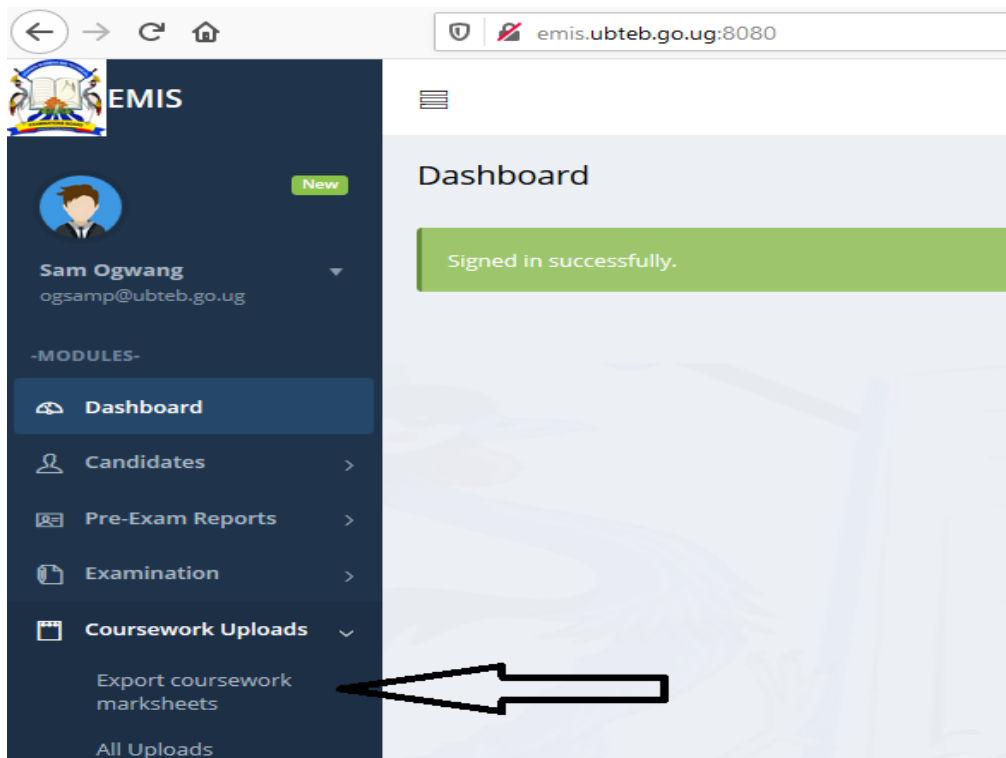 emis.ubteb.go.ug:8080
EMIS
New
Sam Ogwang
ogsamp@ubteb.go.ug
-MODULES-
Dashboard
Candidates
Pre-Exam Reports
Examination
Coursework Uploads
Export coursework
marksheets
All Uploads
Dashboard
Signed in successfully.